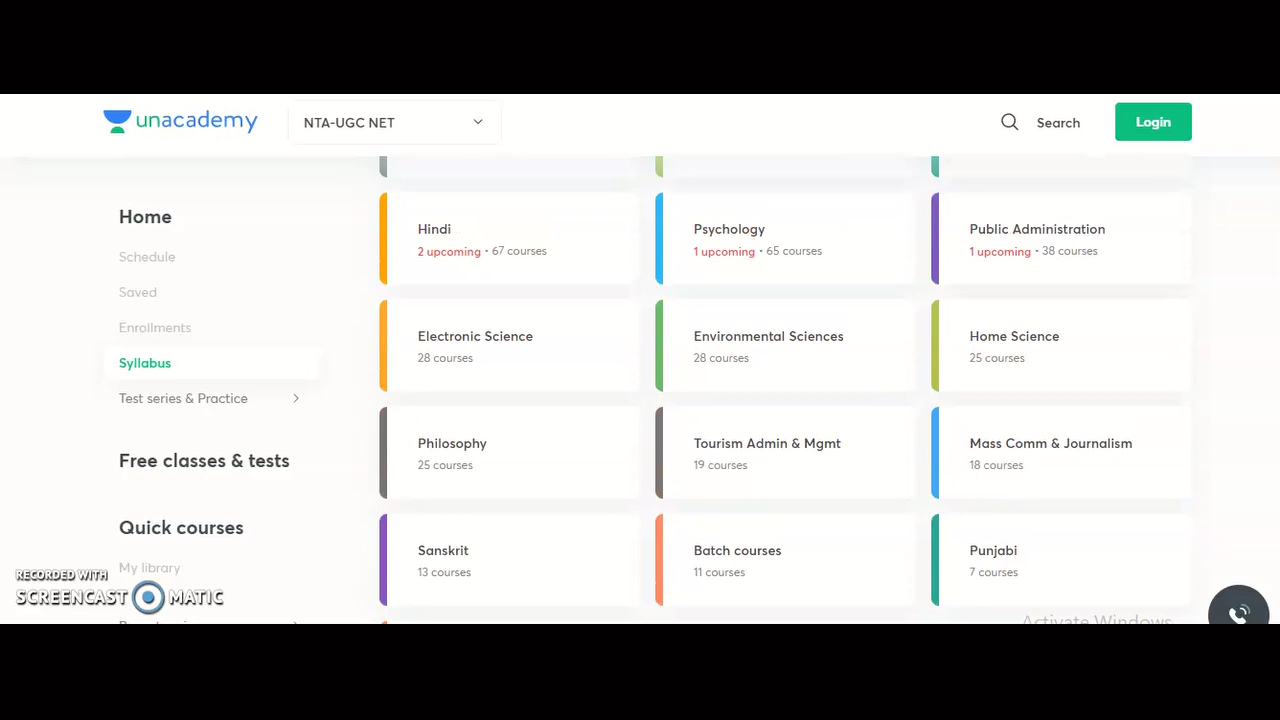 unacademy
NTA-UGC NET
Search
Login
Home
Schedule
Saved
Enrollments
Syllabus
Test series & Practice
Free classes & tests
Quick courses
My library
Hindi
2 upcoming • 67 courses
Psychology
1 upcoming • 65 courses
Public Administration
1 upcoming • 38 courses
Electronic Science
28 courses
Environmental Sciences
28 courses
Home Science
25 courses
Philosophy
25 courses
Tourism Admin & Mgmt
19 courses
Mass Comm & Journalism
18 courses
Sanskrit
13 courses
Batch courses
11 courses
Punjabi
7 courses
RECORDED WITH
SCREENCAST MATIC
Activate Windows